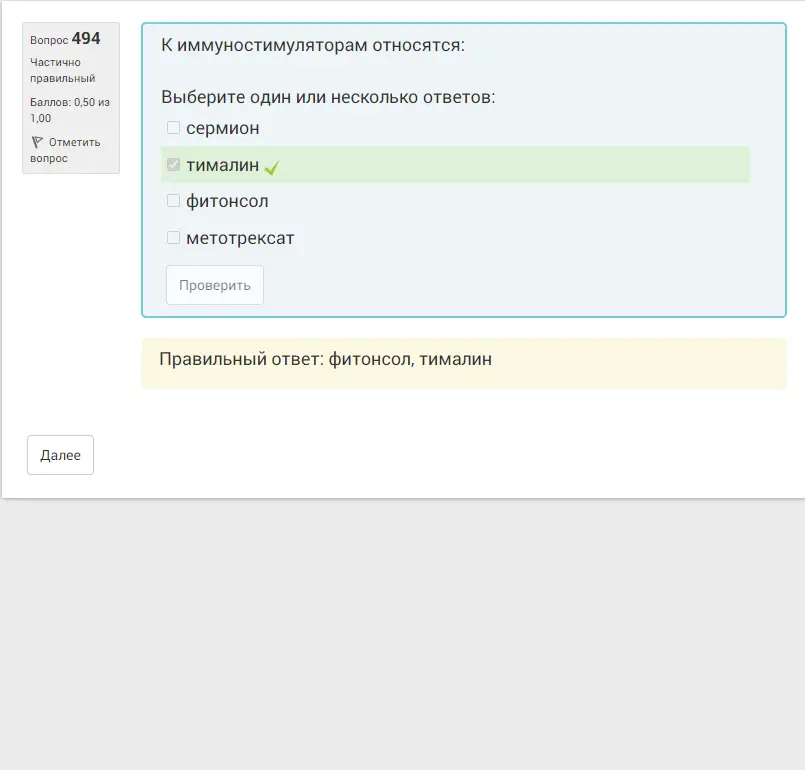 Вопрос 494
Частично
правильный
Баллов: 0,50 из
1,00
Отметить
вопрос
К иммуностимуляторам относятся:
Выберите один или несколько ответов:
сермион
тималин
фитонсол
метотрексат
Проверить
Правильный ответ: фитонсол, тималин
Далее